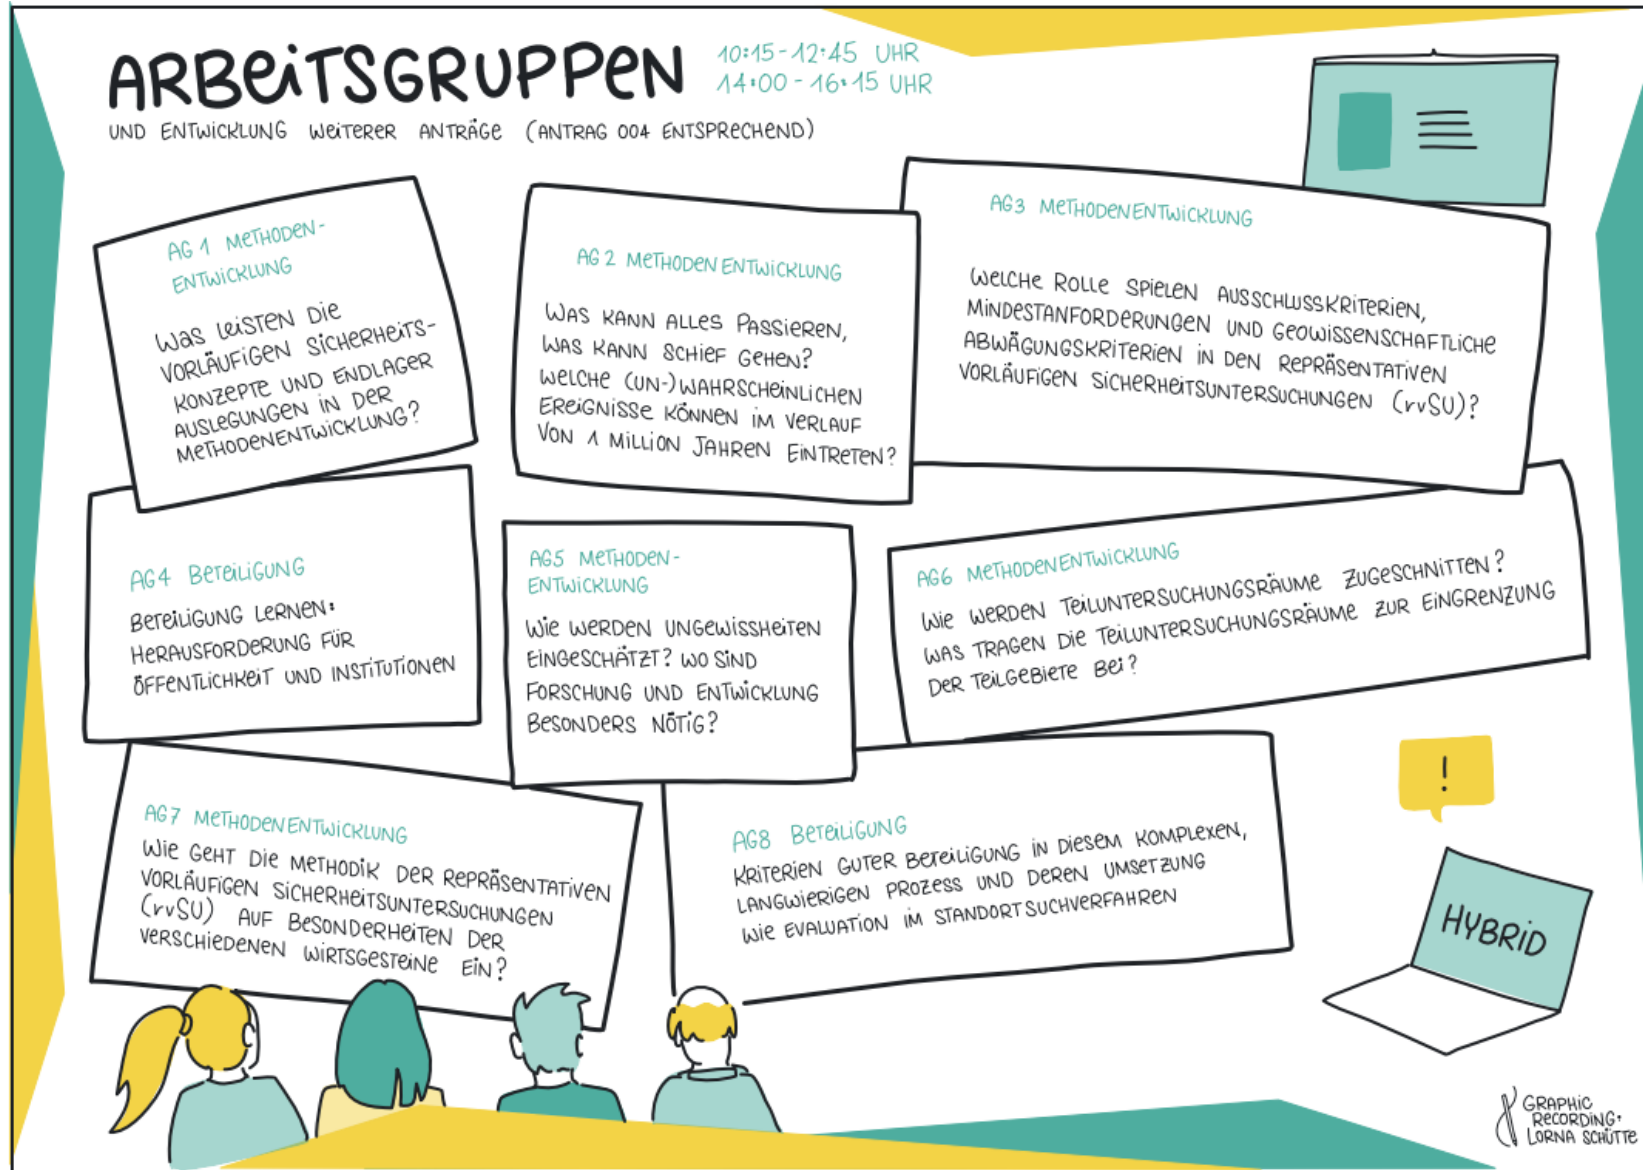 ARBEITSGRUPPEN
10:15-12:45 UHR
14:00-16:15 UHR
UND ENTWICKLUNG WEITERER ANTRÄGE (ANTRAG 004 ENTSPRECHEND)
AG 1 METHODEN-
ENTWICKLUNG
WAS LEISTEN DIE
VORLÄUFIGEN SICHERHEITS-
KONZEPTE UND ENDLAGER
AUSLEGUNGEN IN DER
METHODENENTWICKLUNG?
AG 2 METHODENENTWICKLUNG
WAS KANN ALLES PASSIEREN,
WAS KANN SCHIEF GEHEN?
WELCHE (UN-)WAHRSCHEINLICHEN
EREIGNISSE KÖNNEN IM VERLAUF
VON 1 MILLION JAHREN EINTRETEN?
AG3 METHODENENTWICKLUNG
WELCHE ROLLE SPIELEN AUSSCHLUSSKRITERIEN,
MINDESTANFORDERUNGEN UND GEOWISSENSCHAFTLICHE
ABWÄGUNGSKRITERIEN IN DEN REPRÄSENTATIVEN
VORLÄUFIGEN SICHERHEITSUNTERSUCHUNGEN (rvSU)?
AG4 BETEILIGUNG
BETEILIGUNG LERNEN:
HERAUSFORDERUNG FÜR
ÖFFENTLICHKEIT UND INSTITUTIONEN
AG5 METHODEN-
ENTWICKLUNG
WIE WERDEN UNGEWISSHEITEN
EINGESCHÄTZT? WO SIND
FORSCHUNG UND ENTWICKLUNG
BESONDERS NÖTIG?
AG6 METHODENENTWICKLUNG
WIE WERDEN TEILUNTERSUCHUNGSRÄUME ZUGESCHNITTEN?
WAS TRAGEN DIE TEILUNTERSUCHUNGSRÄUME ZUR EINGRENZUNG
DER TEILGEBIETE BEI?
AG7 METHODENENTWICKLUNG
WIE GEHT DIE METHODIK DER REPRÄSENTATIVEN
VORLÄUFIGEN SICHERHEITSUNTERSUCHUNGEN
(rvSU) AUF BESONDERHEITEN DER
VERSCHIEDENEN WIRTSGESTEINE EIN?
AG8 BETEILIGUNG
KRITERIEN GUTER BETEILIGUNG IN DIESEM KOMPLEXEN,
LANGWIERIGEN PROZESS UND DEREN UMSETZUNG
WIE EVALUATION IM STANDORTSUCHVERFAHREN
!
HYBRID
GRAPHIC
RECORDING:
LORNA SCHÜTTE